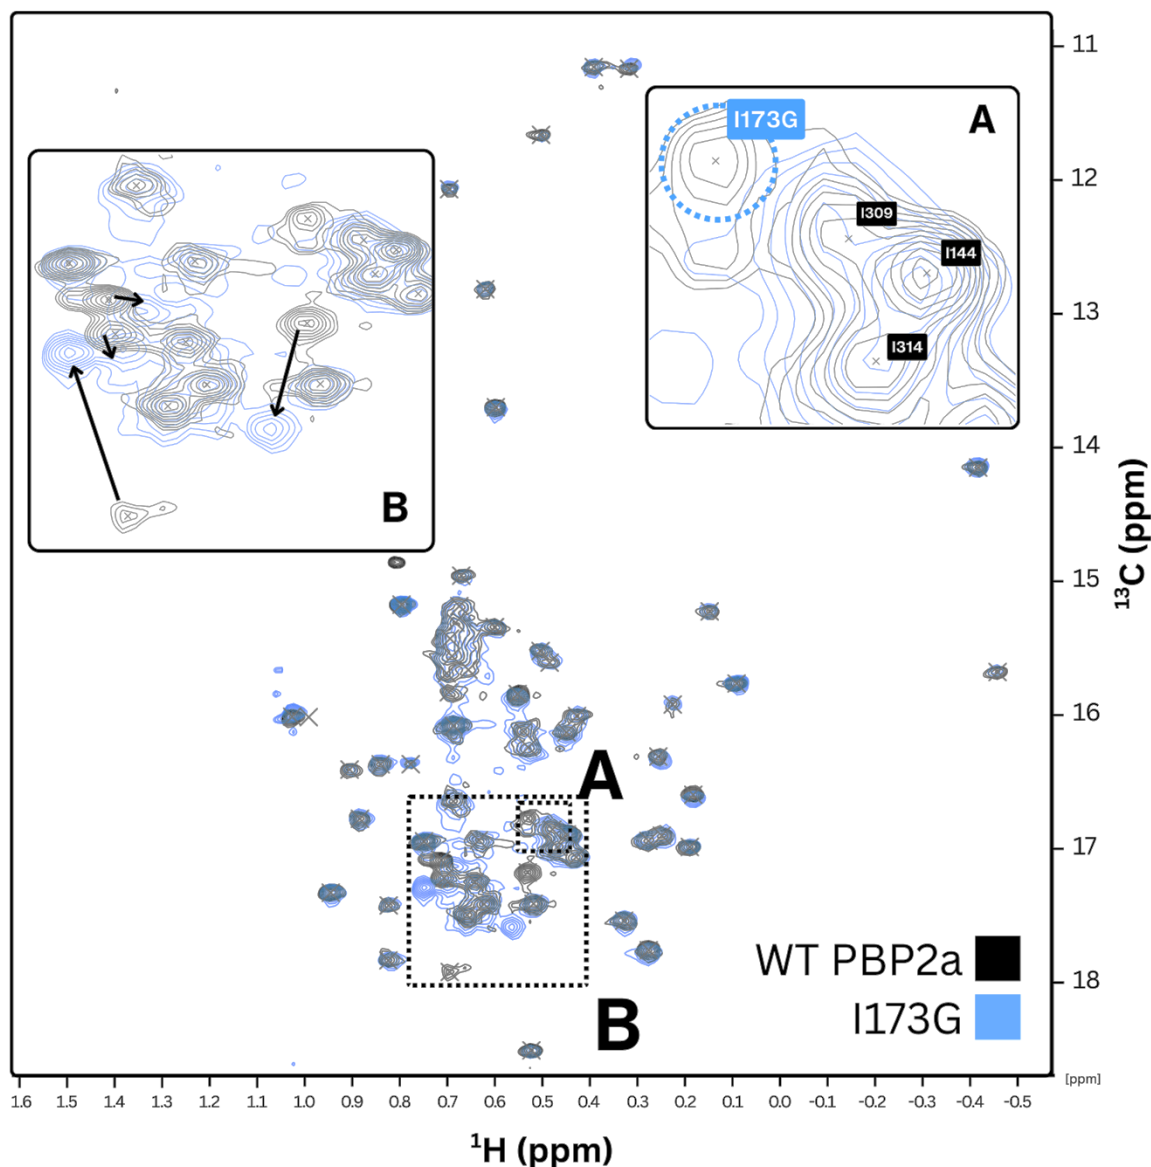 11
A
I173G
12
I309
I144
13
I314
B
14
¹³C (ppm)
15
16
A
17
WT PBP2a
I173G
18
B
[ppm]
1.6 1.5 1.4 1.3 1.2 1.1 1.0 0.9 0.8 0.7 0.6 0.5 0.4 0.3 0.2 0.1 0.0 -0.1 -0.2 -0.3 -0.4 -0.5
¹H (ppm)